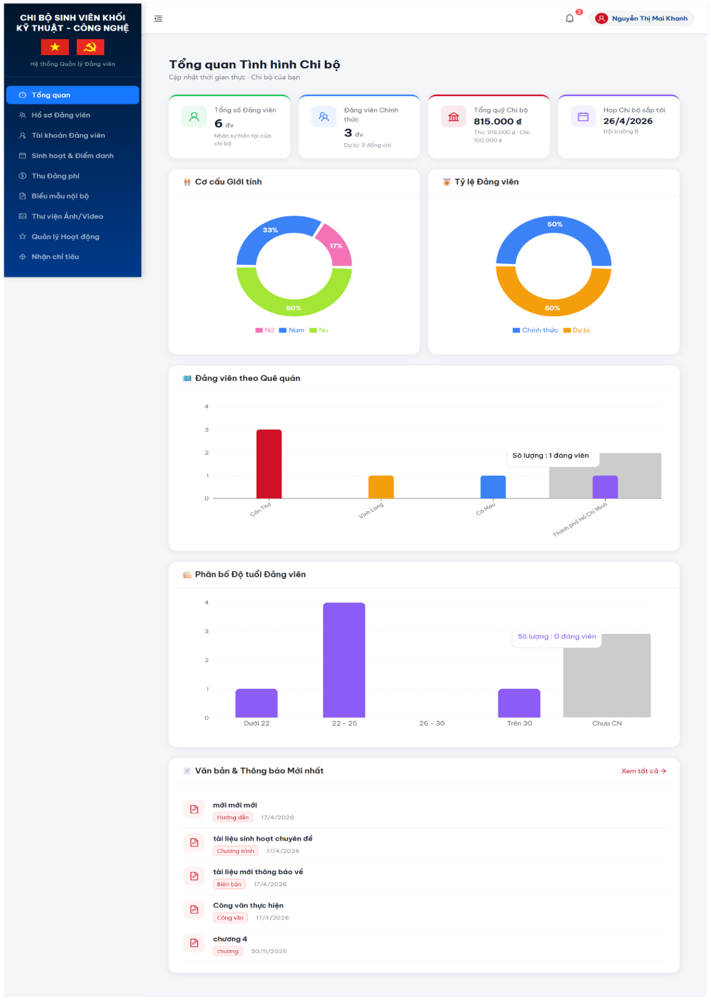 CHI BỘ SINH VIÊN KHỐI
KỸ THUẬT - CÔNG NGHỆ
Hệ thống Quản lý Đảng viên
Tổng quan
Hồ sơ Đảng viên
Tài khoản Đảng viên
Sinh hoạt & Điểm danh
Thu Đảng phí
Biểu mẫu nội bộ
Thư viện Ảnh/Video
Quản lý Hoạt động
Nhận chỉ tiêu
2
Nguyễn Thị Mai Khanh
Tổng quan Tình hình Chi bộ
Cập nhật thời gian thực · Chi bộ của bạn
Tổng số Đảng viên
6 đv
Nhân sự hiện tại của
chi bộ
Đảng viên Chính
thức
3 đv
Dự bị: 3 đồng chí
Tổng quỹ Chi bộ
815.000 ₫
Thu: 915.000 ₫ · Chi:
100.000 ₫
Họp Chi bộ sắp tới
26/4/2026
Hội trường B
Cơ cấu Giới tính
33%
17%
50%
Nữ Nam Nu
Tỷ lệ Đảng viên
50%
50%
Chính thức Dự bị
Đảng viên theo Quê quán
4
3
2
1
0
Số lượng : 1 đảng viên
Cần Thơ
Vĩnh Long
Cà Mau
Thành phố Hồ Chí Minh
Phân bố Độ tuổi Đảng viên
4
3
2
1
0
Số lượng : 0 đảng viên
Dưới 22
22 - 25
26 - 30
Trên 30
Chưa CN
Văn bản & Thông báo Mới nhất
Xem tất cả →
mới mới mới
Hướng dẫn 17/4/2026
tài liệu sinh hoạt chuyên đề
Chương trình 17/4/2026
tài liệu mới thông báo về
Biên bản 17/4/2026
Công văn thực hiện
Công văn 17/4/2026
chương 4
chương 30/11/2025